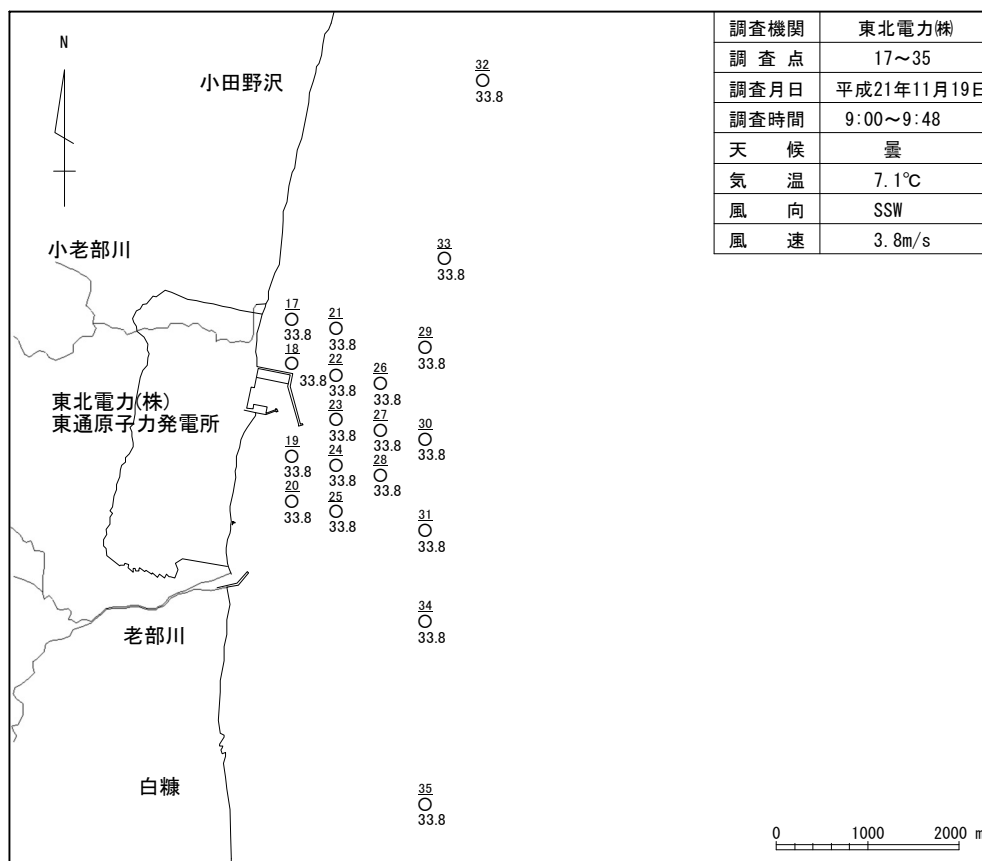 調査機関 東北電力㈱
調査点 17～35
調査月日 平成21年11月19日
調査時間 9:00～9:48
天候 曇
気温 7.1℃
風向 SSW
風速 3.8m/s
N
小田野沢
32
33.8
小老部川
33
33.8
17
33.8
21
33.8
18
33.8
22
33.8
29
33.8
26
33.8
東北電力(株)
東通原子力発電所
23
33.8
27
33.8
30
33.8
19
33.8
24
33.8
28
33.8
20
33.8
25
33.8
31
33.8
34
33.8
老部川
白糠
35
33.8
0 1000 2000 m